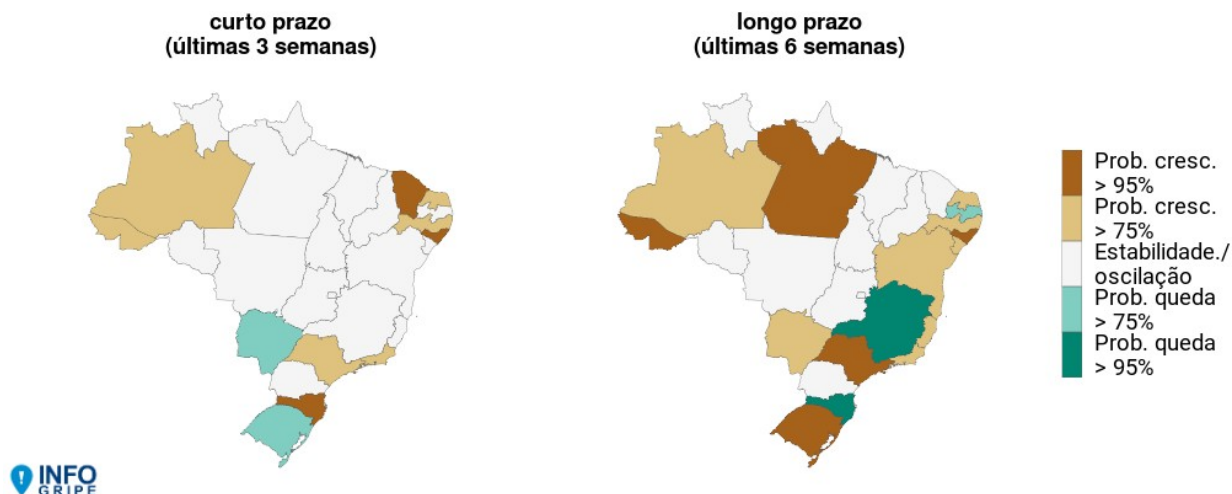 curto prazo
(últimas 3 semanas)
longo prazo
(últimas 6 semanas)
Prob. cresc.
> 95%
Prob. cresc.
> 75%
Estabilidade./
oscilação
Prob. queda
> 75%
Prob. queda
> 95%
INFO
GRIPE